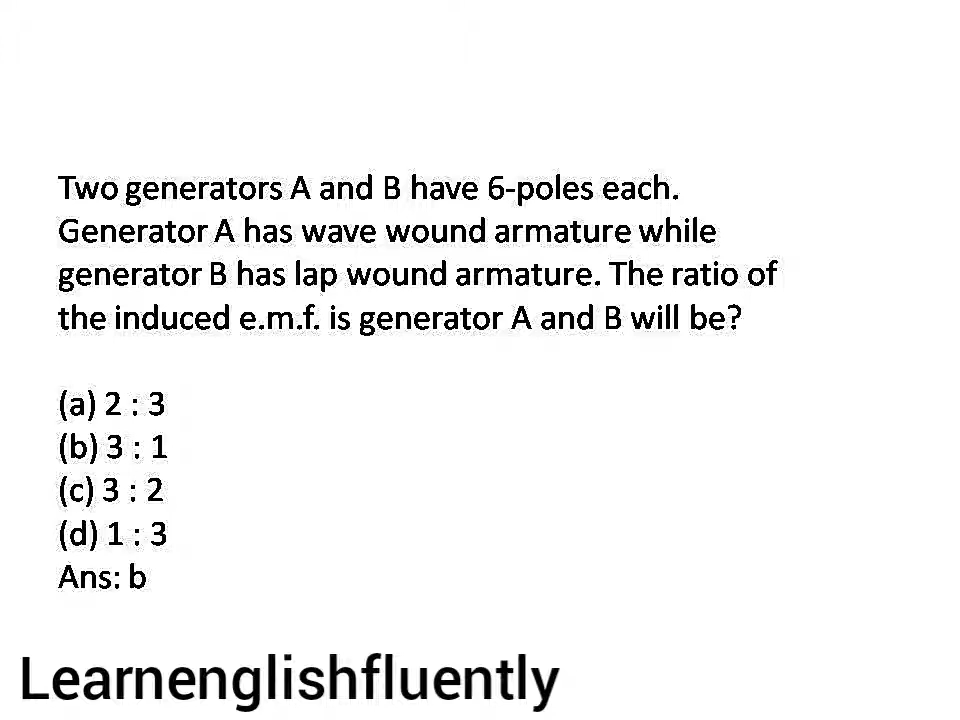 Two generators A and B have 6-poles each.
Generator A has wave wound armature while
generator B has lap wound armature. The ratio of
the induced e.m.f. is generator A and B will be?
(a) 2 : 3
(b) 3 : 1
(c) 3 : 2
(d) 1 : 3
Ans: b
Learnenglishfluently